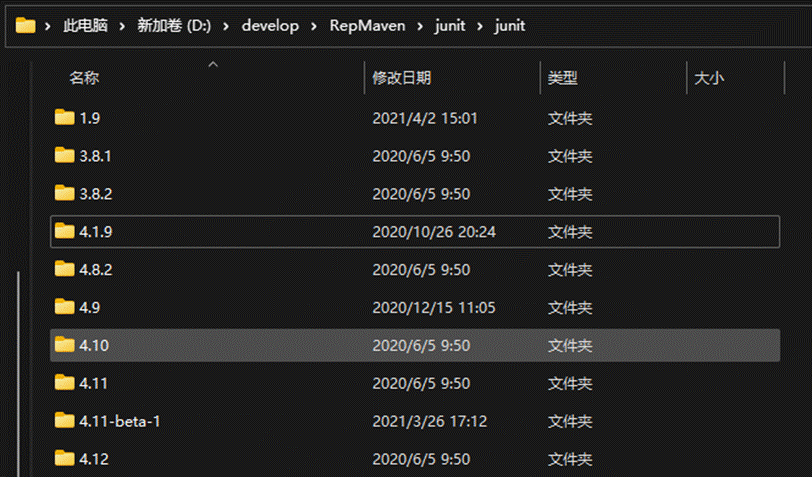 此电脑 › 新加卷 (D:) › develop › RepMaven › junit › junit
名称 修改日期 类型 大小
1.9 2021/4/2 15:01 文件夹
3.8.1 2020/6/5 9:50 文件夹
3.8.2 2020/6/5 9:50 文件夹
4.1.9 2020/10/26 20:24 文件夹
4.8.2 2020/6/5 9:50 文件夹
4.9 2020/12/15 11:05 文件夹
4.10 2020/6/5 9:50 文件夹
4.11 2020/6/5 9:50 文件夹
4.11-beta-1 2021/3/26 17:12 文件夹
4.12 2020/6/5 9:50 文件夹